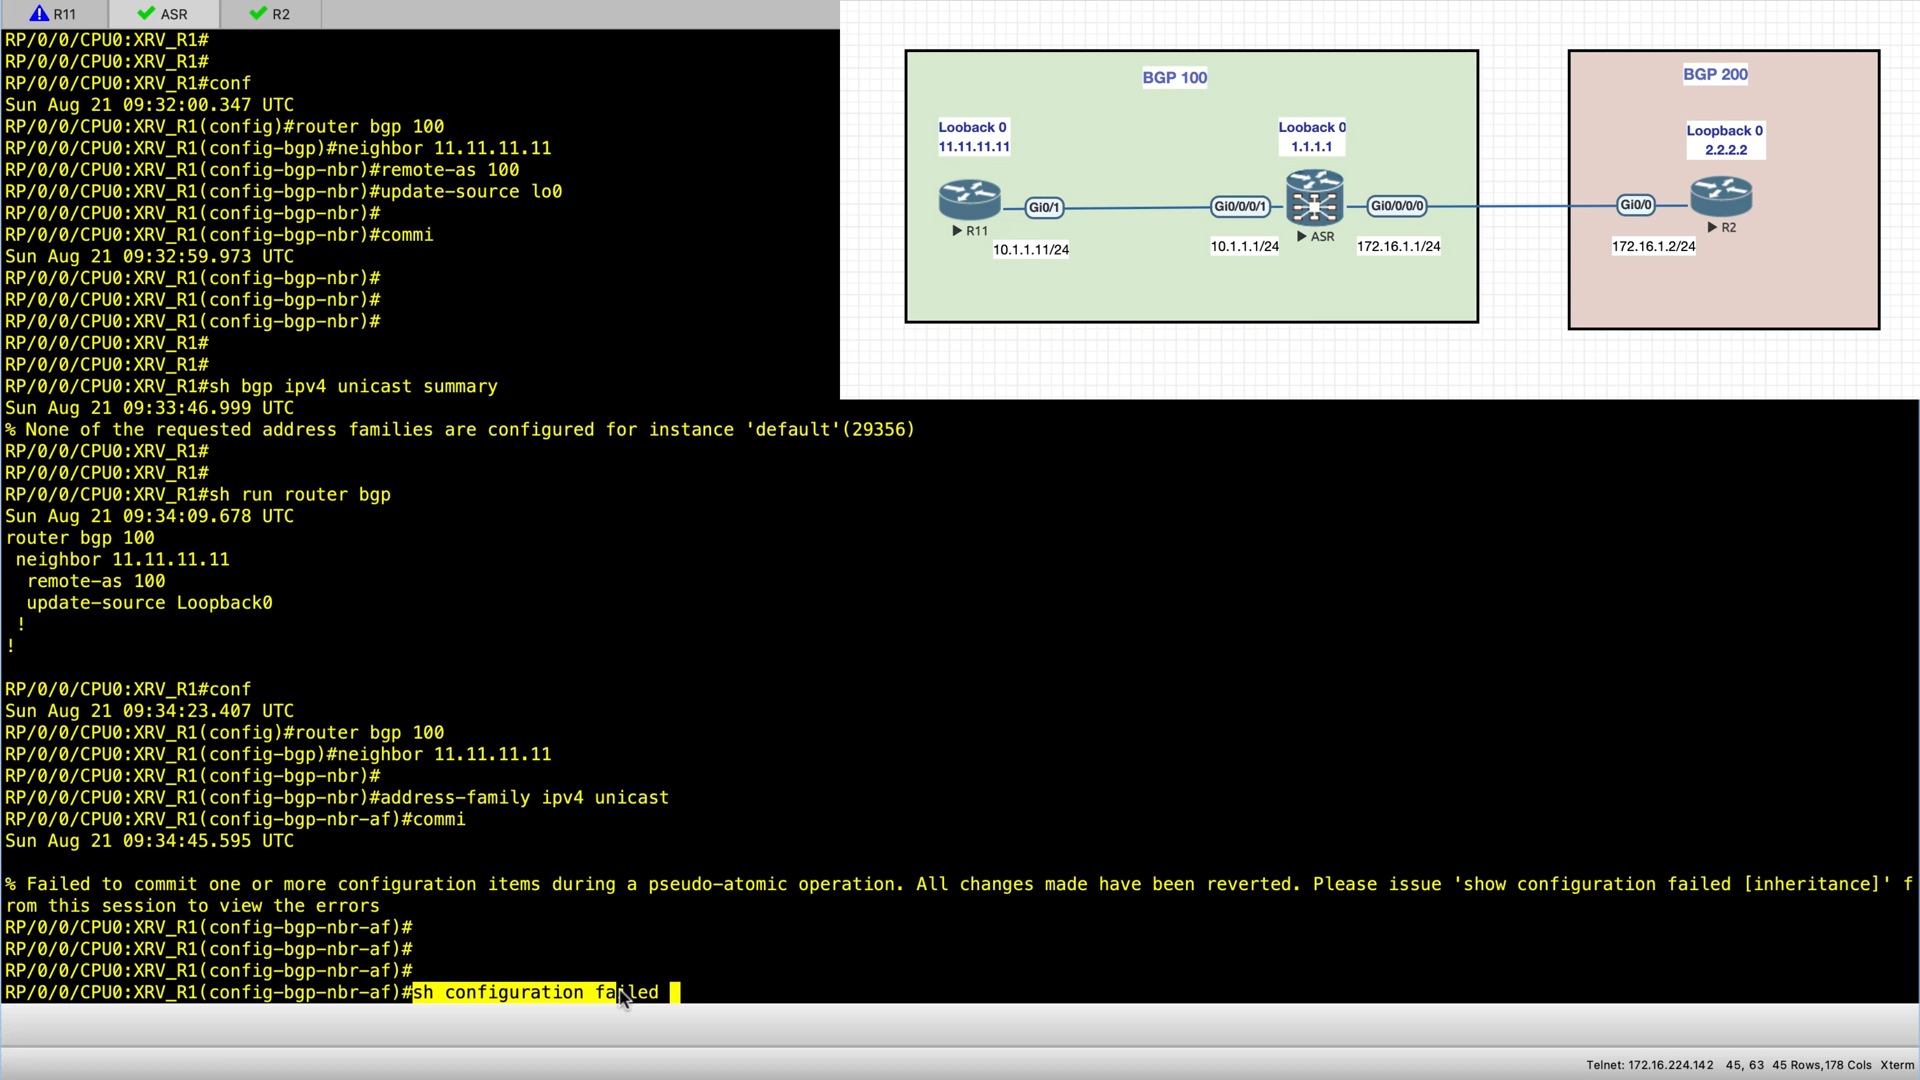 R11
ASR
R2
RP/0/0/CPU0:XRV_R1#
RP/0/0/CPU0:XRV_R1#
RP/0/0/CPU0:XRV_R1#conf
Sun Aug 21 09:32:00.347 UTC
RP/0/0/CPU0:XRV_R1(config)#router bgp 100
RP/0/0/CPU0:XRV_R1(config-bgp)#neighbor 11.11.11.11
RP/0/0/CPU0:XRV_R1(config-bgp-nbr)#remote-as 100
RP/0/0/CPU0:XRV_R1(config-bgp-nbr)#update-source lo0
RP/0/0/CPU0:XRV_R1(config-bgp-nbr)#
RP/0/0/CPU0:XRV_R1(config-bgp-nbr)#commi
Sun Aug 21 09:32:59.973 UTC
RP/0/0/CPU0:XRV_R1(config-bgp-nbr)#
RP/0/0/CPU0:XRV_R1(config-bgp-nbr)#
RP/0/0/CPU0:XRV_R1(config-bgp-nbr)#
RP/0/0/CPU0:XRV_R1#
RP/0/0/CPU0:XRV_R1#
RP/0/0/CPU0:XRV_R1#sh bgp ipv4 unicast summary
Sun Aug 21 09:33:46.999 UTC
% None of the requested address families are configured for instance 'default'(29356)
RP/0/0/CPU0:XRV_R1#
RP/0/0/CPU0:XRV_R1#
RP/0/0/CPU0:XRV_R1#sh run router bgp
Sun Aug 21 09:34:09.678 UTC
router bgp 100
neighbor 11.11.11.11
remote-as 100
update-source Loopback0
!
!
RP/0/0/CPU0:XRV_R1#conf
Sun Aug 21 09:34:23.407 UTC
RP/0/0/CPU0:XRV_R1(config)#router bgp 100
RP/0/0/CPU0:XRV_R1(config-bgp)#neighbor 11.11.11.11
RP/0/0/CPU0:XRV_R1(config-bgp-nbr)#
RP/0/0/CPU0:XRV_R1(config-bgp-nbr)#address-family ipv4 unicast
RP/0/0/CPU0:XRV_R1(config-bgp-nbr-af)#commi
Sun Aug 21 09:34:45.595 UTC
% Failed to commit one or more configuration items during a pseudo-atomic operation. All changes made have been reverted. Please issue 'show configuration failed [inheritance]' f
rom this session to view the errors
RP/0/0/CPU0:XRV_R1(config-bgp-nbr-af)#
RP/0/0/CPU0:XRV_R1(config-bgp-nbr-af)#
RP/0/0/CPU0:XRV_R1(config-bgp-nbr-af)#
RP/0/0/CPU0:XRV_R1(config-bgp-nbr-af)#sh configuration failed
BGP 100
Looback 0
11.11.11.11
Looback 0
1.1.1.1
Gi0/1
Gi0/0/0/1
Gi0/0/0/0
R11
ASR
10.1.1.11/24
10.1.1.1/24
172.16.1.1/24
BGP 200
Loopback 0
2.2.2.2
Gi0/0
R2
172.16.1.2/24
Telnet: 172.16.224.142 45, 63 45 Rows,178 Cols Xterm